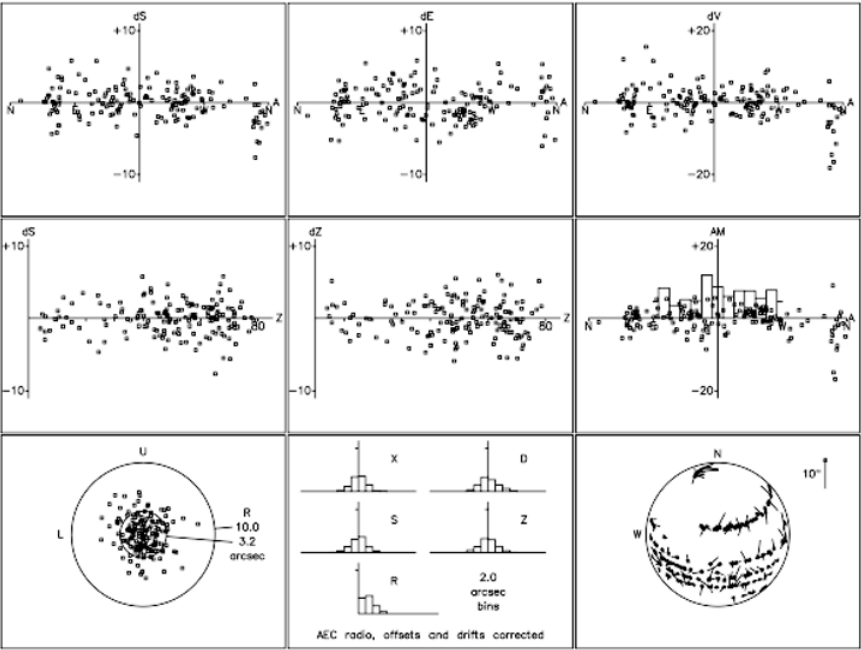 dS
+10
N
E
A
N
−10
dE
+10
N
E
W
A
N
−10
dV
+20
N
E
W
A
N
−20
dS
+10
80
Z
−10
dZ
+10
80
Z
−10
AM
+20
N
E
W
A
N
−20
U
L
R
10.0
3.2
arcsec
X
D
S
Z
R
2.0
arcsec
bins
AEC radio, offsets and drifts corrected
N
W
10"